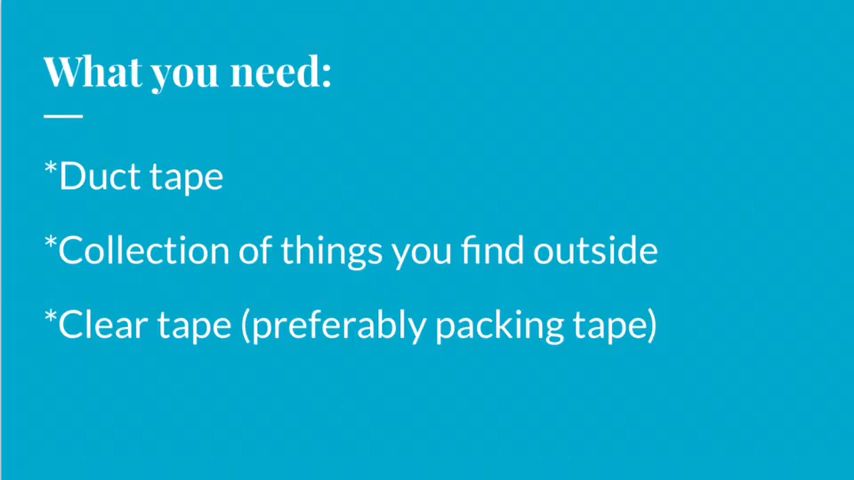 What you need:
*Duct tape
*Collection of things you find outside
*Clear tape (preferably packing tape)